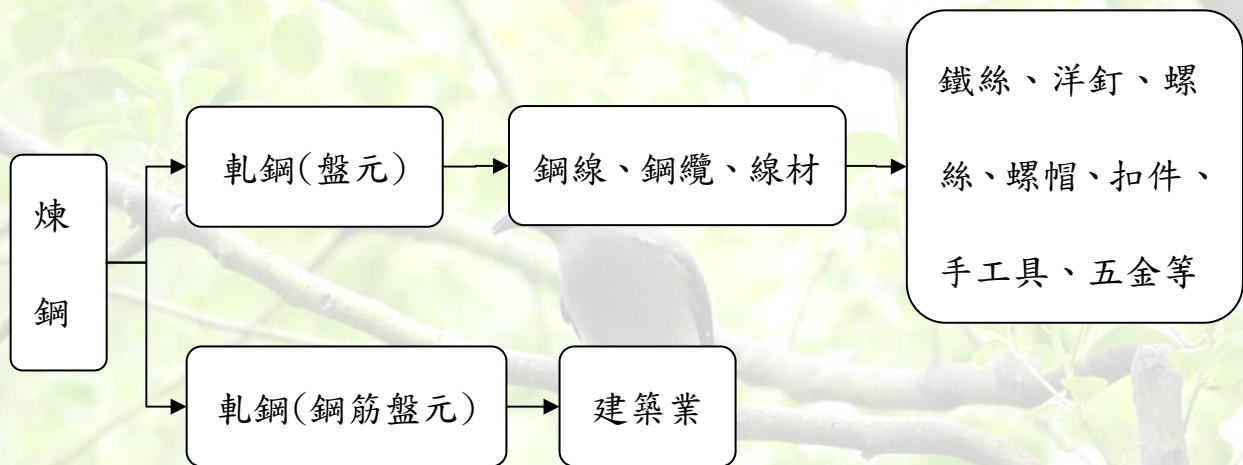 煉
鋼
軋鋼(盤元)
鋼線、鋼纜、線材
鐵絲、洋釘、螺
絲、螺帽、扣件、
手工具、五金等
軋鋼(鋼筋盤元)
建築業